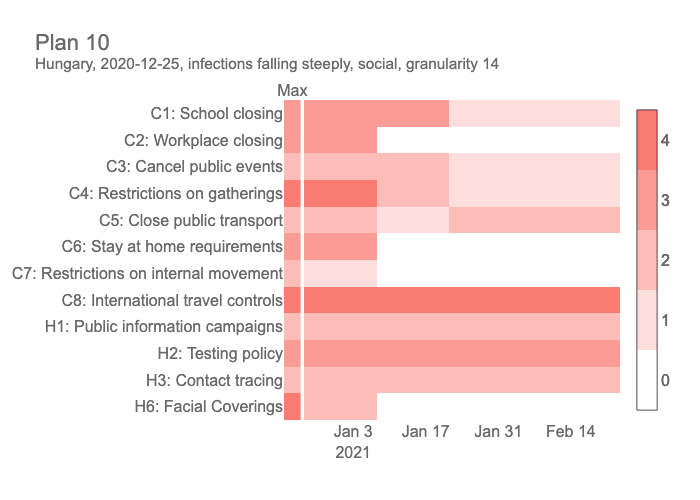 Plan 10
Hungary, 2020-12-25, infections falling steeply, social, granularity 14
Max
C1: School closing
C2: Workplace closing
C3: Cancel public events
C4: Restrictions on gatherings
C5: Close public transport
C6: Stay at home requirements
C7: Restrictions on internal movement
C8: International travel controls
H1: Public information campaigns
H2: Testing policy
H3: Contact tracing
H6: Facial Coverings
Jan 3 Jan 17 Jan 31 Feb 14
2021
4
3
2
1
0